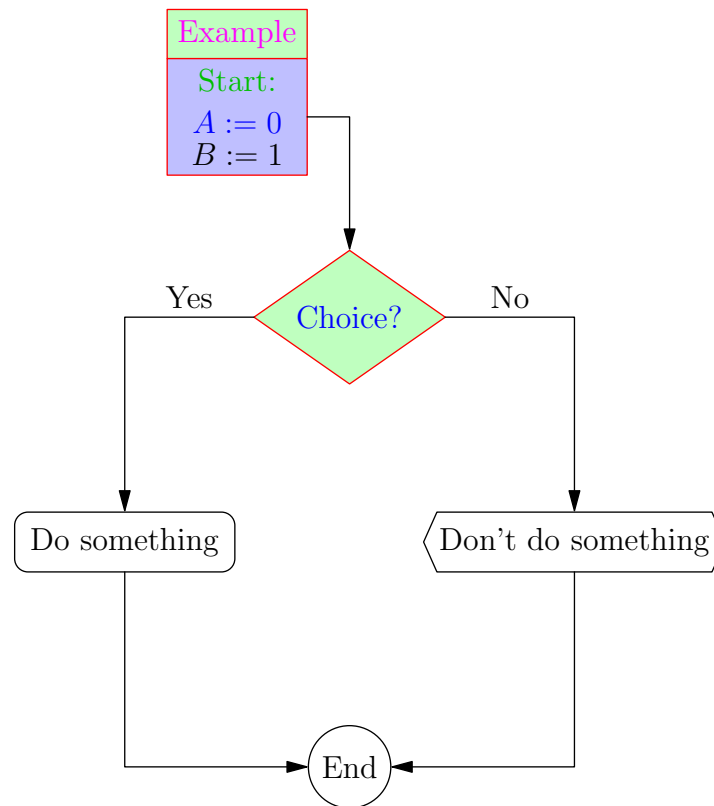 Example
Start:
A := 0
B := 1
Yes
No
Choice?
Do something
Don't do something
End